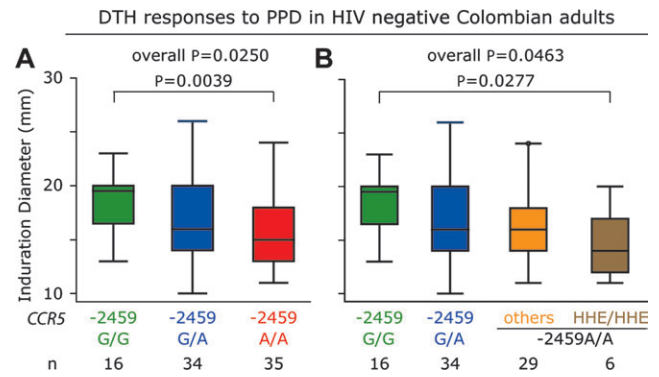 DTH responses to PPD in HIV negative Colombian adults
A
overall P=0.0250
P=0.0039
B
overall P=0.0463
P=0.0277
Induration Diameter (mm)
30
20
10
CCR5 -2459 -2459 -2459
G/G G/A A/A
n 16 34 35
-2459 -2459 others HHE/HHE
G/G G/A -2459A/A
16 34 29 6